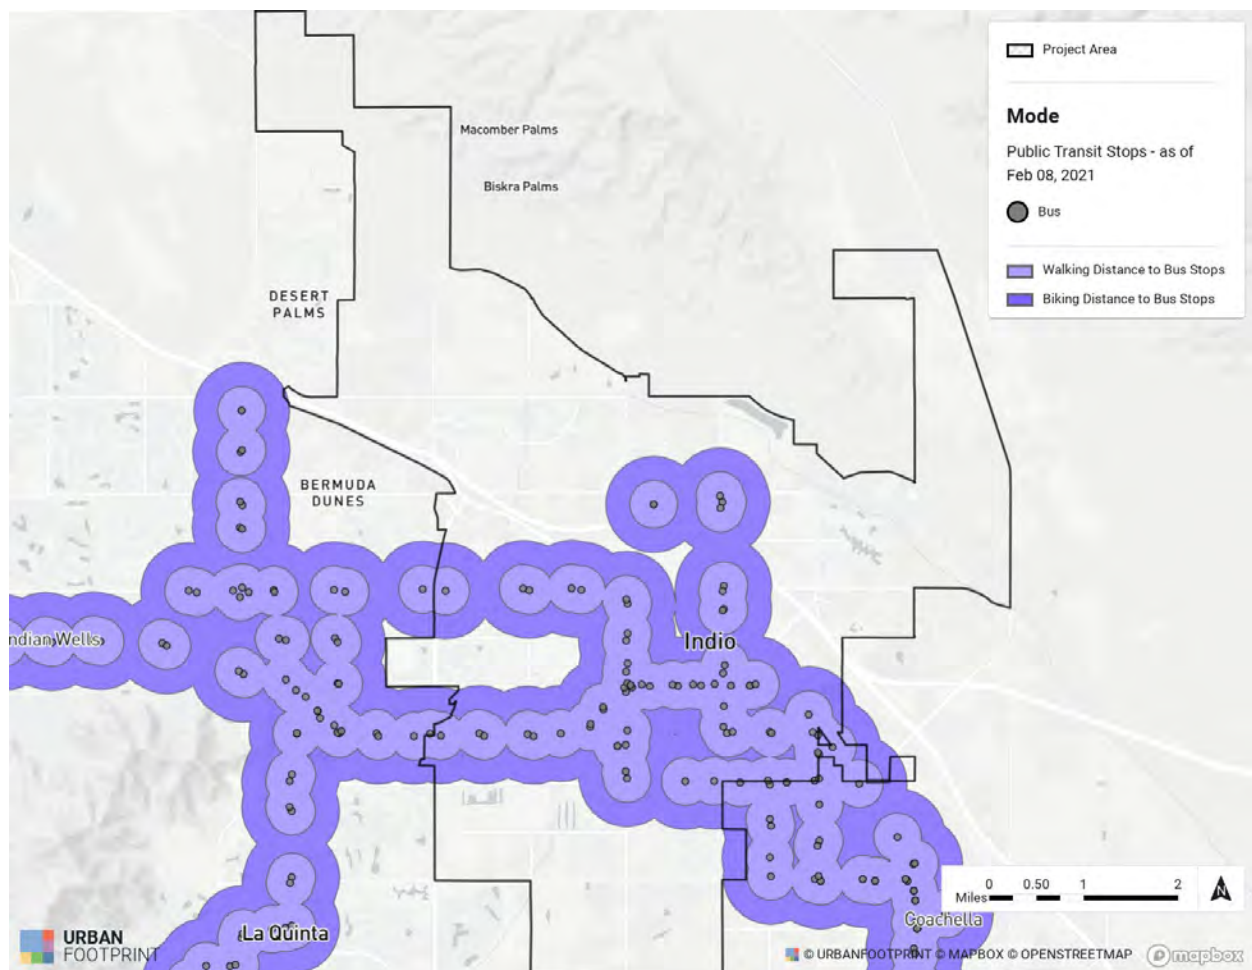 Project Area
Mode
Public Transit Stops - as of
Feb 08, 2021
Bus
Walking Distance to Bus Stops
Biking Distance to Bus Stops
Macomber Palms
Biskra Palms
DESERT
PALMS
BERMUDA
DUNES
ndian Wells
Indio
La Quinta
Coachella
0 0.50 1 2
Miles
N
URBAN
FOOTPRINT
© URBANFOOTPRINT © MAPBOX © OPENSTREETMAP
mapbox